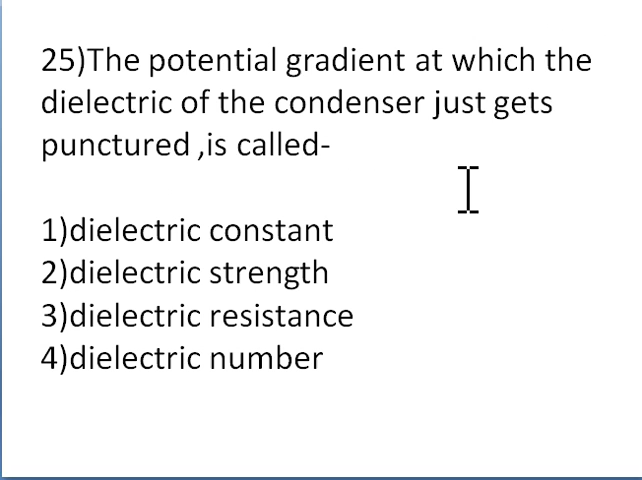 25)The potential gradient at which the
dielectric of the condenser just gets
punctured ,is called-
1)dielectric constant
2)dielectric strength
3)dielectric resistance
4)dielectric number